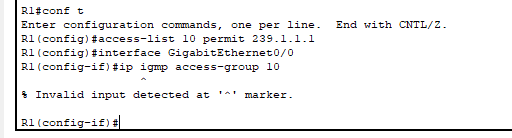 R1#conf t
Enter configuration commands, one per line.  End with CNTL/Z.
R1(config)#access-list 10 permit 239.1.1.1
R1(config)#interface GigabitEthernet0/0
R1(config-if)#ip igmp access-group 10
                 ^
% Invalid input detected at '^' marker.
R1(config-if)#